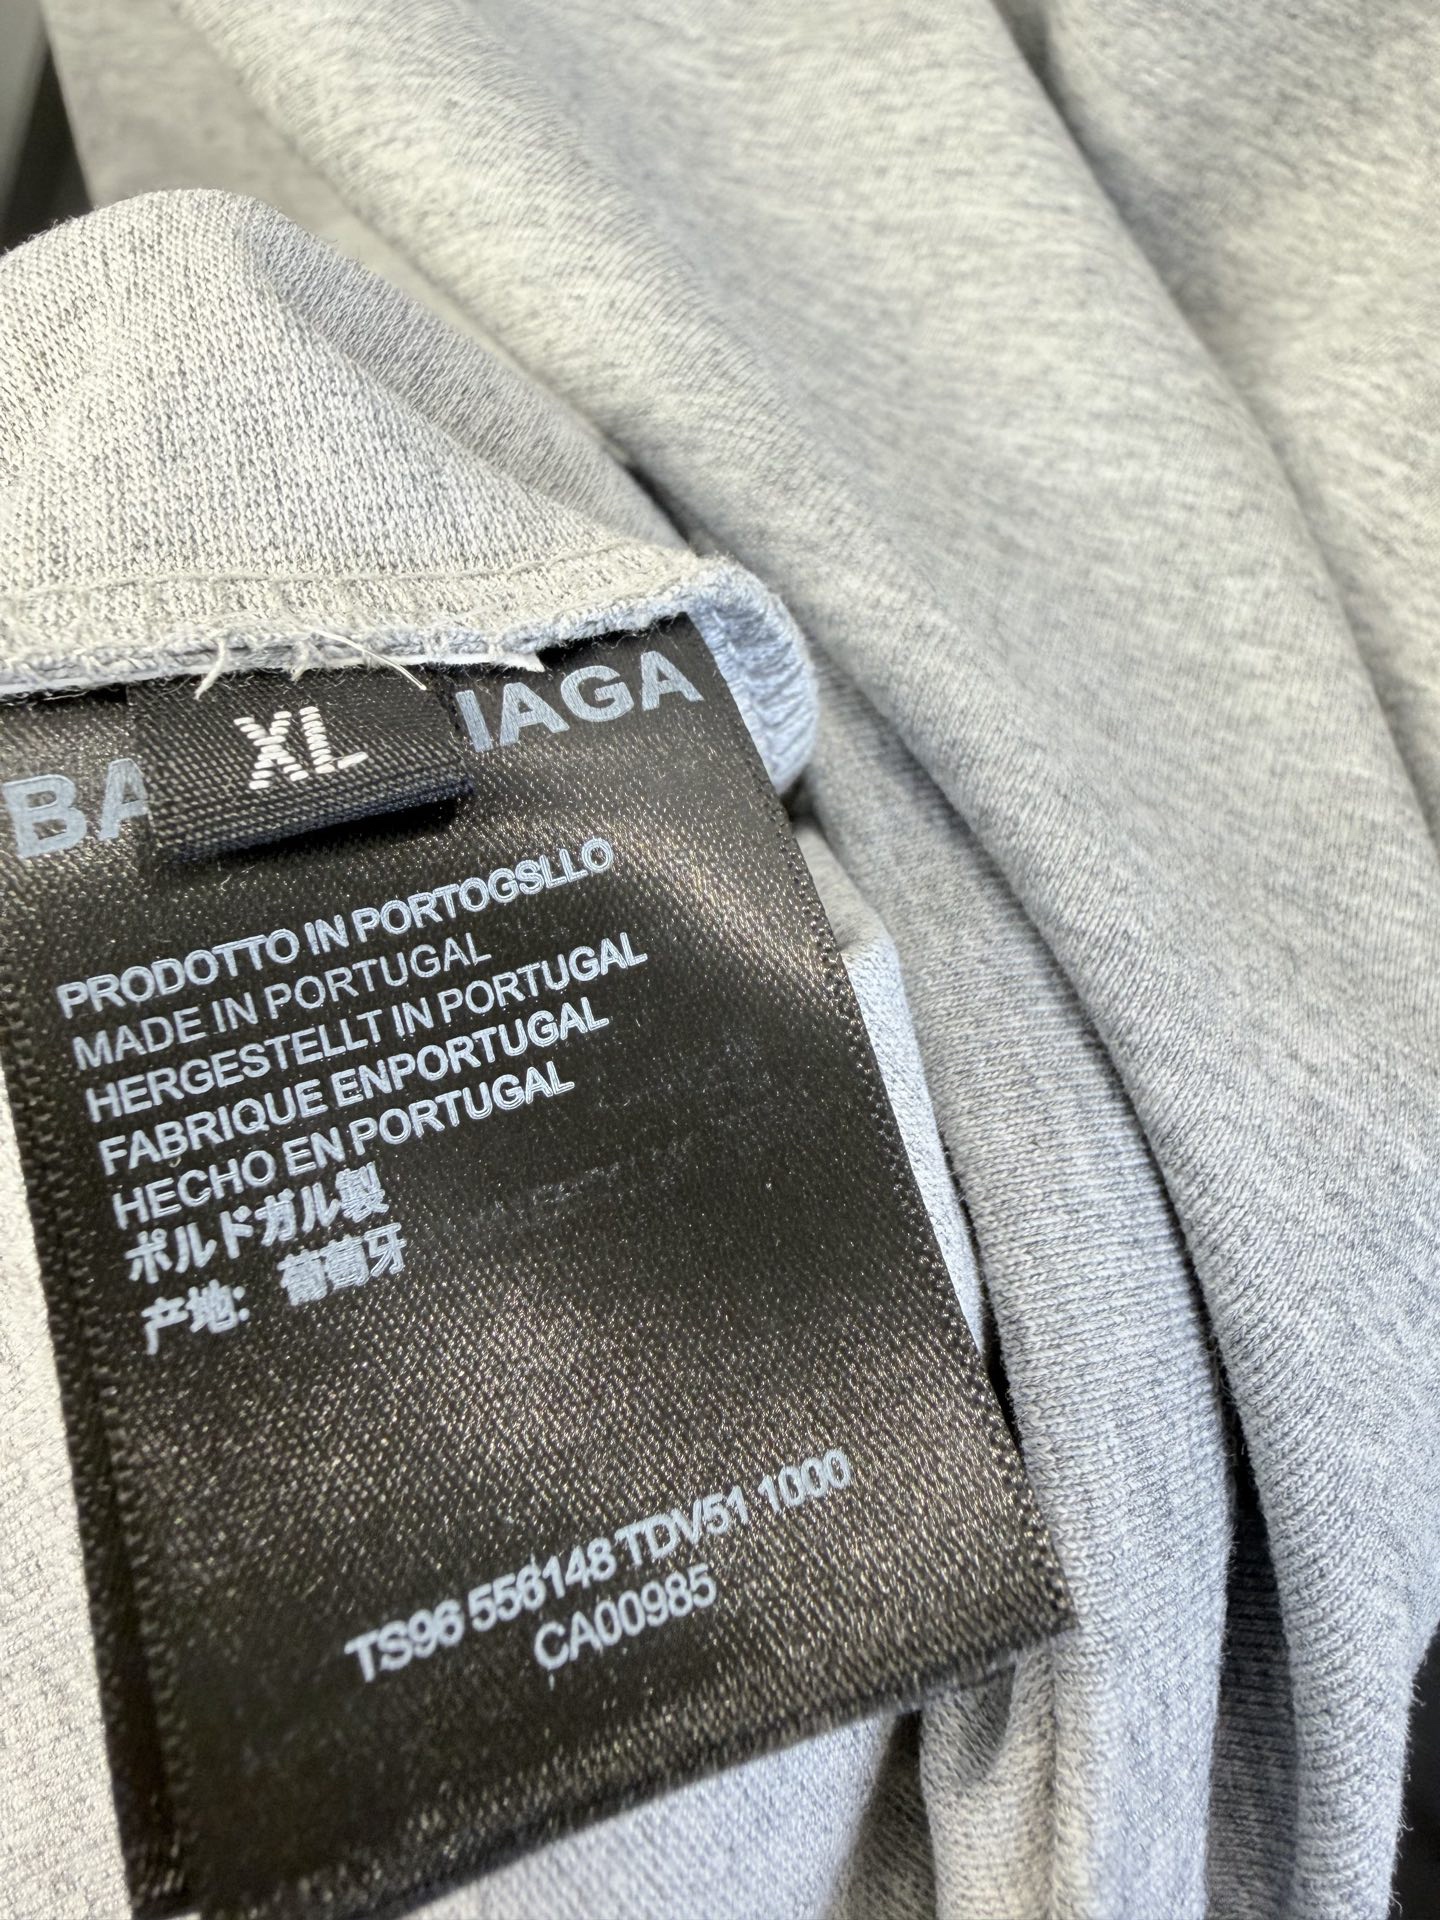 XL
BA IAGA
PRODOTTO IN PORTOGSLLO
MADE IN PORTUGAL
HERGESTELLT IN PORTUGAL
FABRIQUE ENPORTUGAL
HECHO EN PORTUGAL
ポルドガル製
产地: 葡萄牙
TS96 556148 TDV51 1000
CA00985